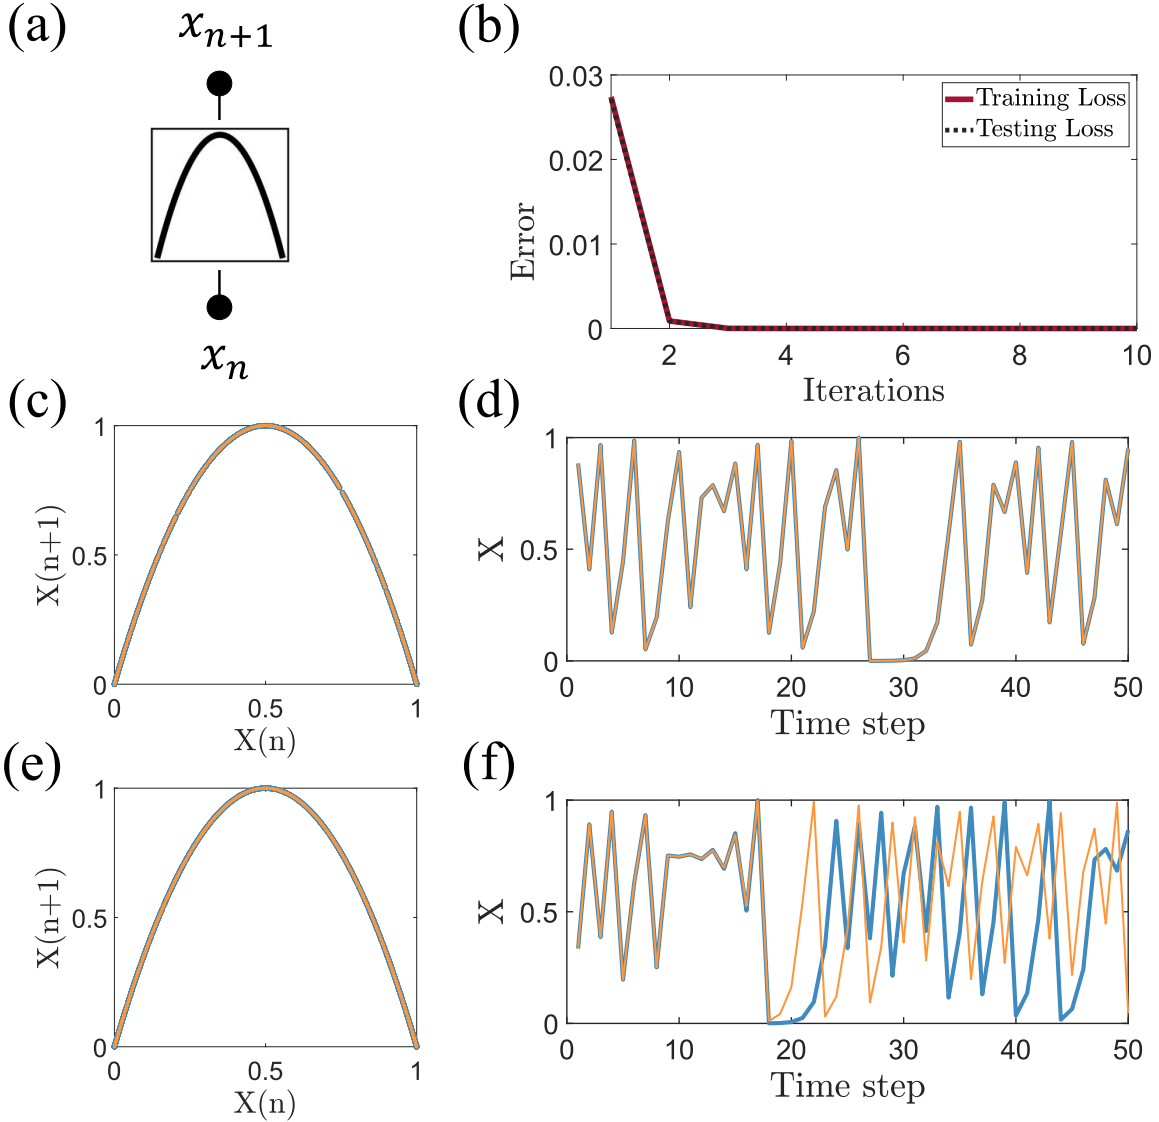 (a)
x_{n+1}
x_n
(b)
0.03
0.02
0.01
0
Error
Training Loss
Testing Loss
2 4 6 8 10
Iterations
(c)
1
0.5
0
X(n+1)
0 0.5 1
X(n)
(d)
1
0.5
0
X
0 10 20 30 40 50
Time step
(e)
1
0.5
0
X(n+1)
0 0.5 1
X(n)
(f)
1
0.5
0
X
0 10 20 30 40 50
Time step